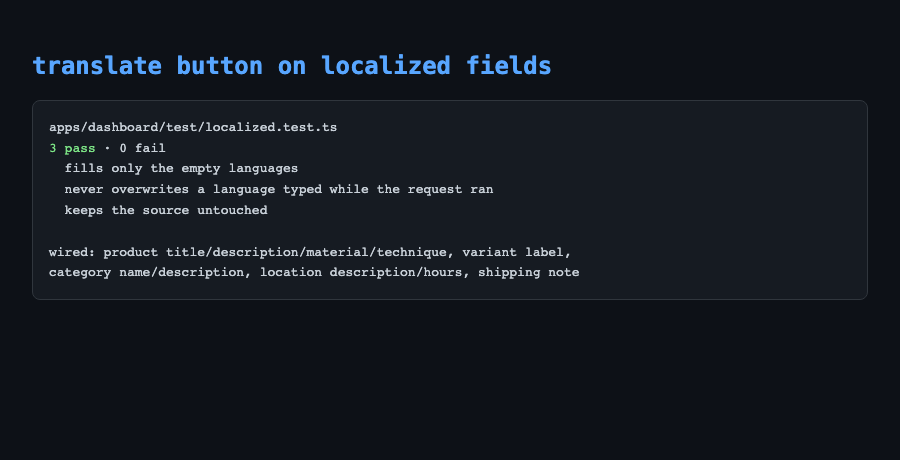 translate button on localized fields
apps/dashboard/test/localized.test.ts
3 pass · 0 fail
fills only the empty languages
never overwrites a language typed while the request ran
keeps the source untouched
wired: product title/description/material/technique, variant label,
category name/description, location description/hours, shipping note